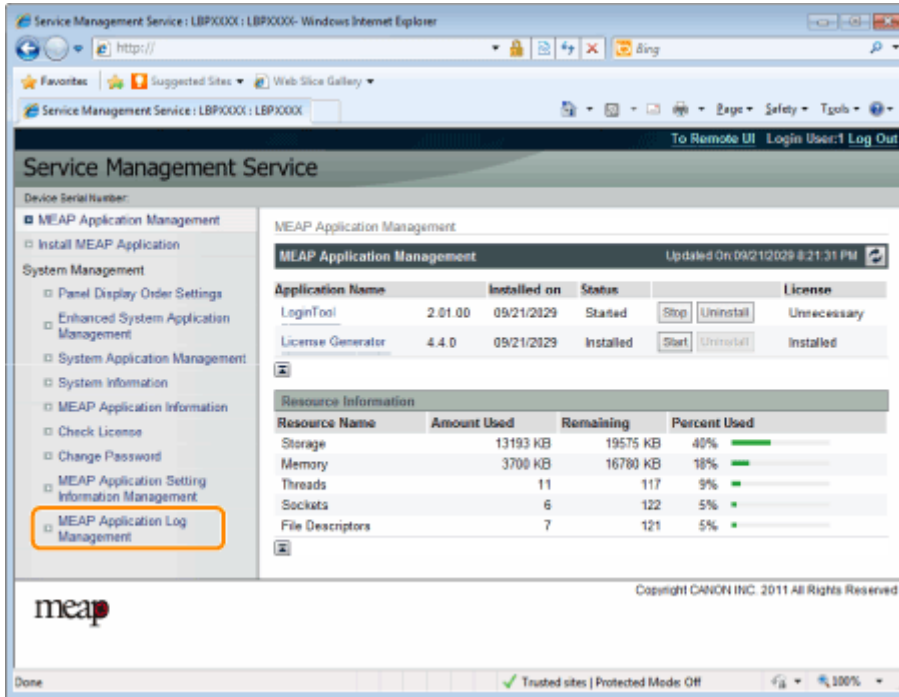 Service Management Service : LBPXXXX : LBPXXXX- Windows Internet Explorer
http://
Bing
Favorites Suggested Sites Web Slice Gallery
Service Management Service : LBPXXXX : LBPXXXX
Page Safety Tools
To Remote UI Login User:1 Log Out
Service Management Service
Device Serial Number:
MEAP Application Management
Install MEAP Application
System Management
Panel Display Order Settings
Enhanced System Application
Management
System Application Management
System Information
MEAP Application Information
Check License
Change Password
MEAP Application Setting
Information Management
MEAP Application Log
Management
MEAP Application Management
MEAP Application Management Updated On:09/21/2029 8:21:31 PM
Application Name Installed on Status License
LoginTool 2.01.00 09/21/2029 Started Stop Uninstall Unnecessary
License Generator 4.4.0 09/21/2029 Installed Start Uninstall Installed
Resource Information
Resource Name Amount Used Remaining Percent Used
Storage 13193 KB 19575 KB 40%
Memory 3700 KB 16780 KB 18%
Threads 11 117 9%
Sockets 6 122 5%
File Descriptors 7 121 5%
Copyright CANON INC. 2011 All Rights Reserved
meap
Done Trusted sites | Protected Mode: Off 100%